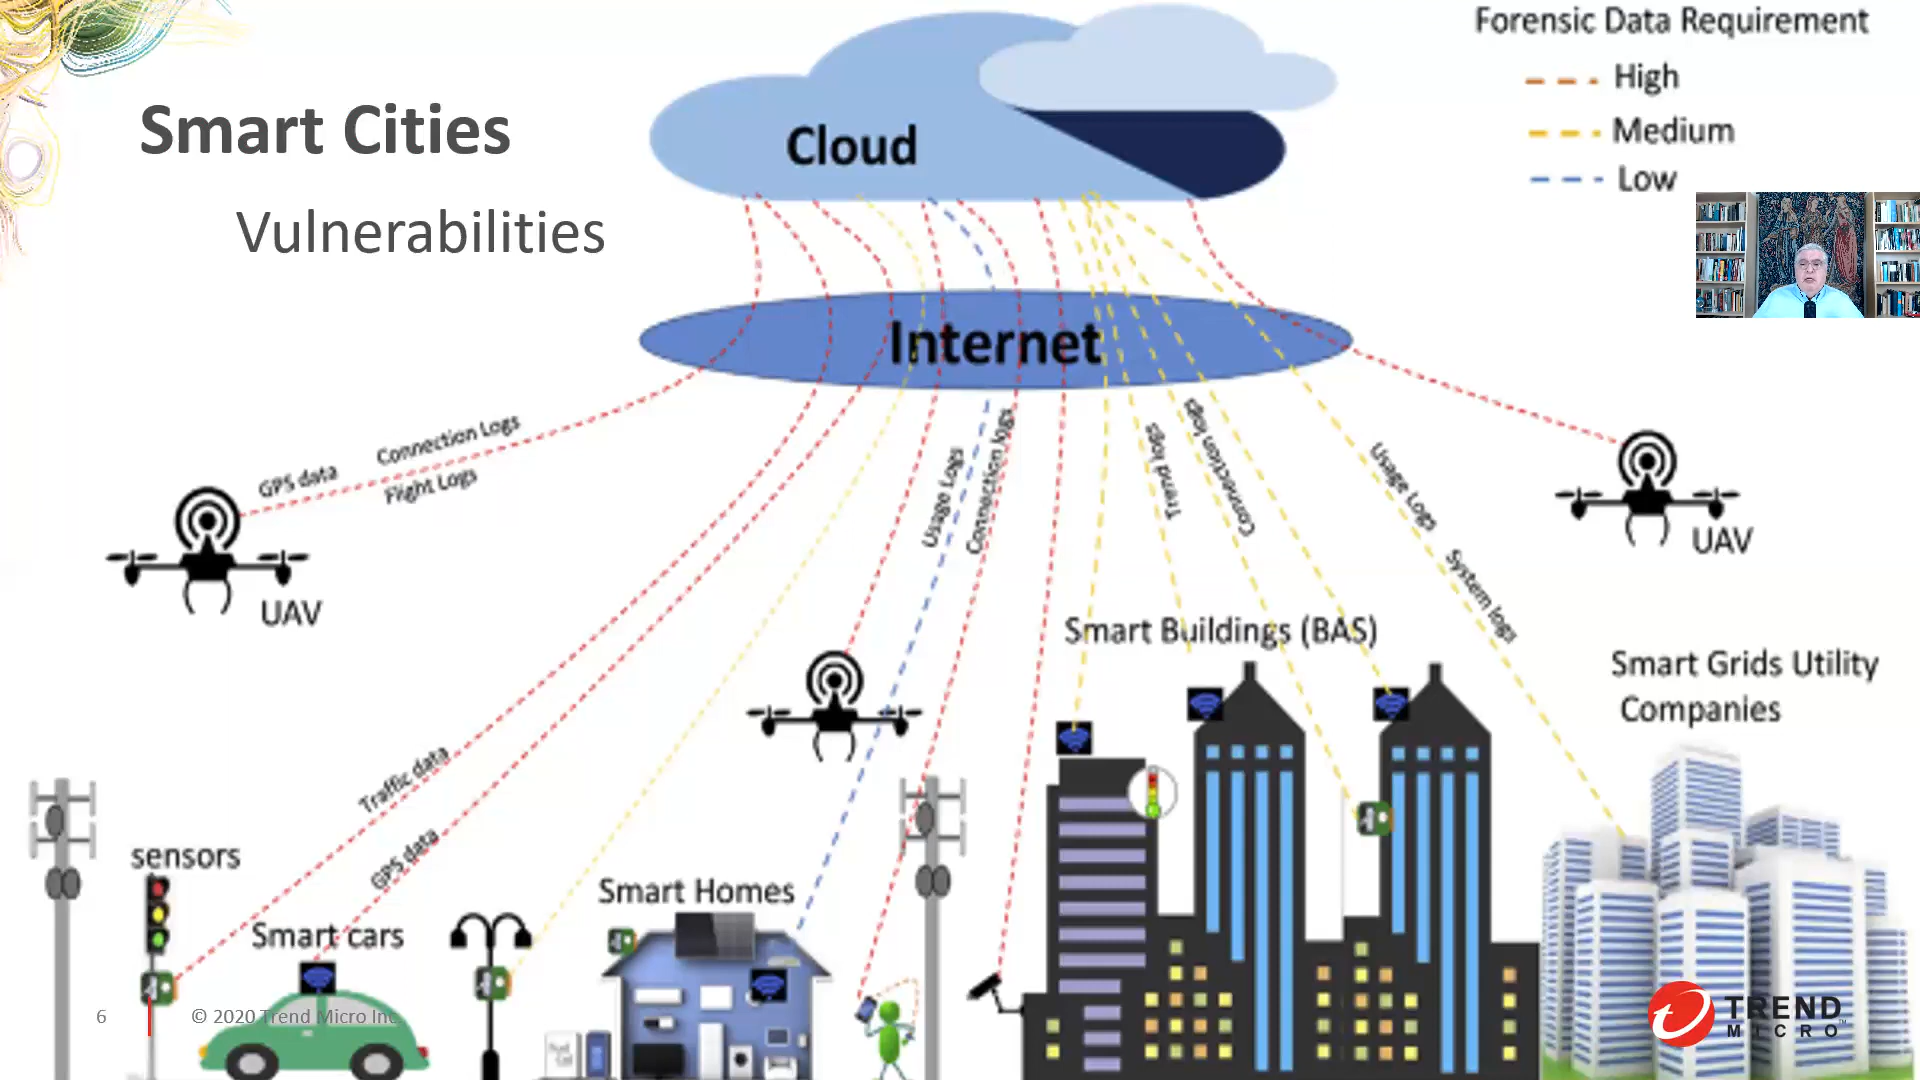 Smart Cities
Vulnerabilities
Cloud
Internet
Forensic Data Requirement
High
Medium
Low
GPS data
Connection Logs
Flight Logs
UAV
Traffic data
GPS data
Usage Logs
Connection logs
Trend logs
Connection logs
Usage Logs
System logs
UAV
Smart Buildings (BAS)
Smart Grids Utility
Companies
sensors
Smart cars
Smart Homes
6
© 2020 Trend Micro Inc.
TREND
MICRO